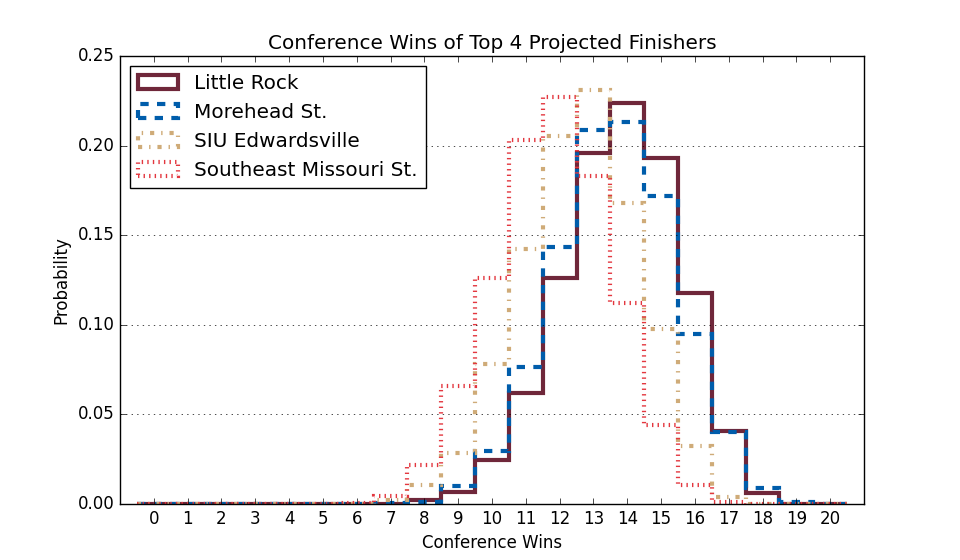 Conference Wins of Top 4 Projected Finishers
0.25
0.20
0.15
0.10
0.05
0.00
Probability
Little Rock
Morehead St.
SIU Edwardsville
Southeast Missouri St.
0 1 2 3 4 5 6 7 8 9 10 11 12 13 14 15 16 17 18 19 20
Conference Wins